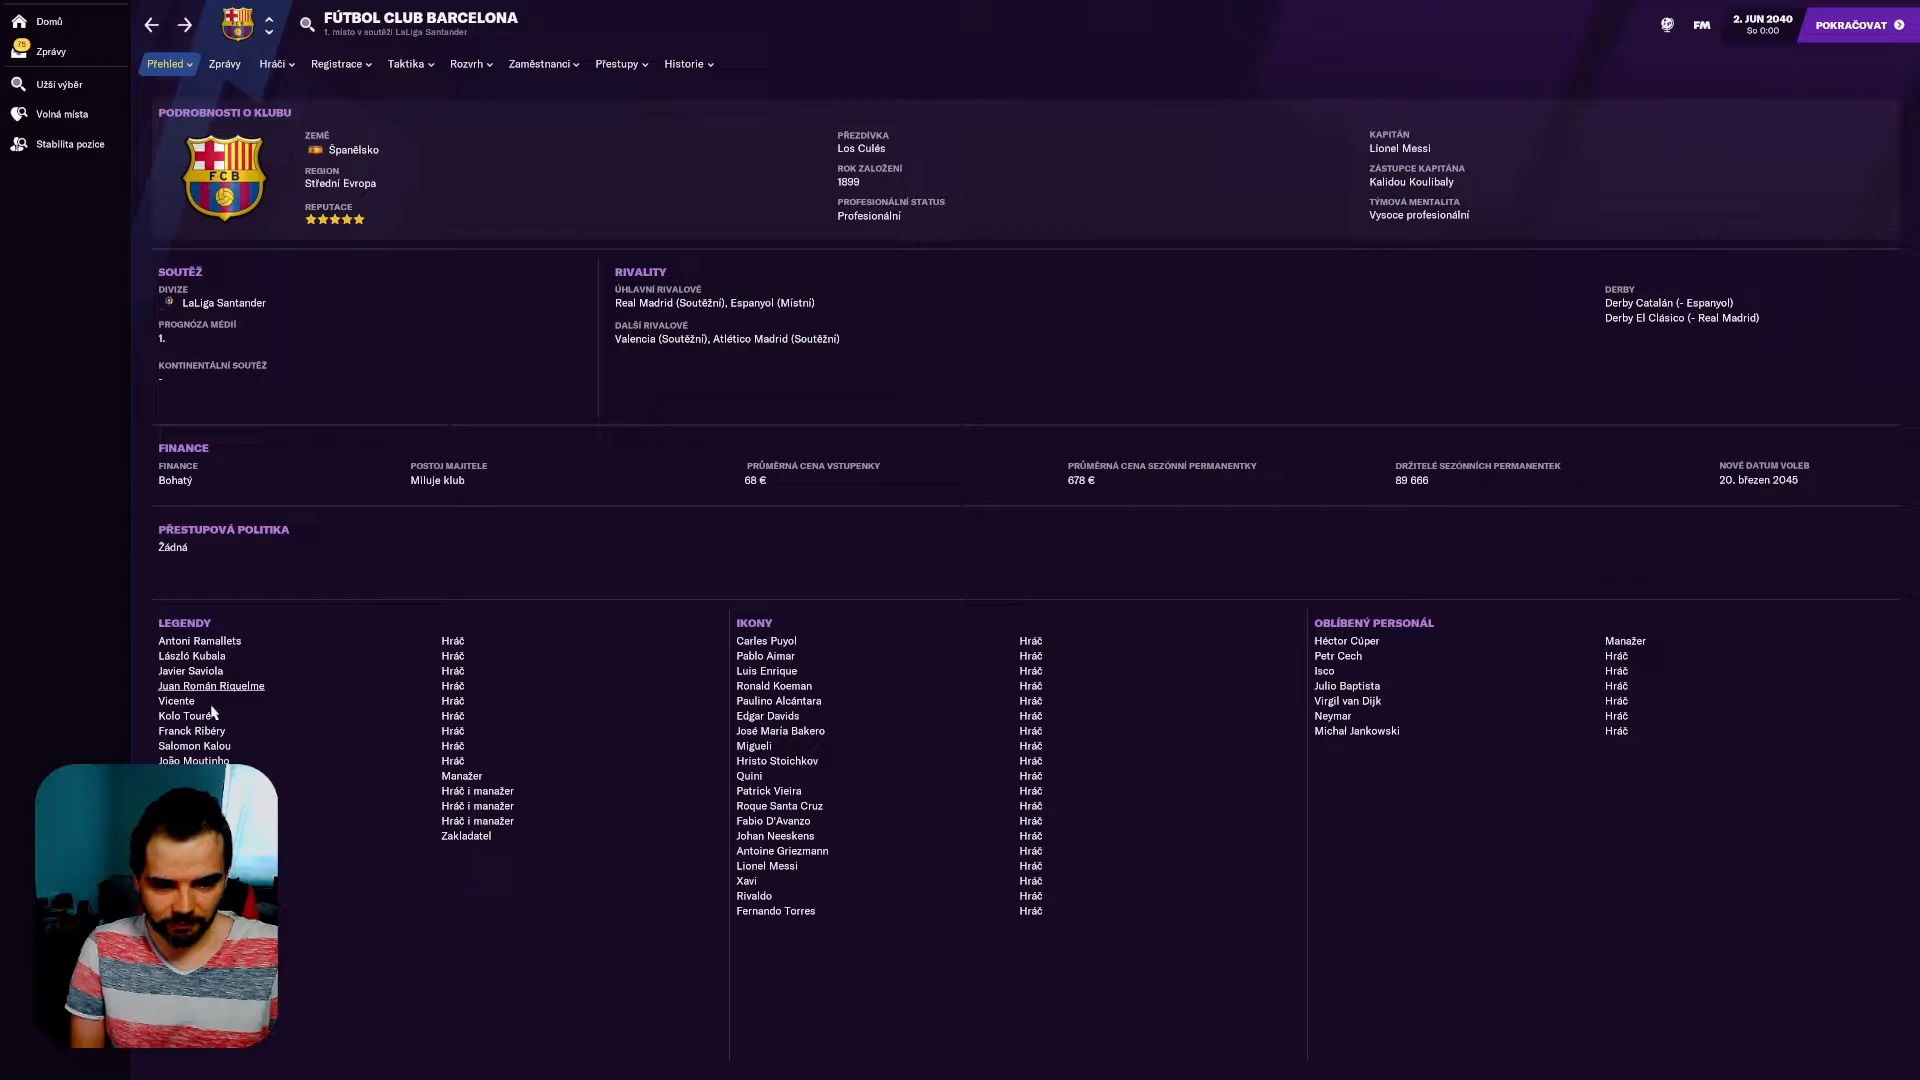 Domů
75
Zprávy
Užší výběr
Volná místa
Stabilita pozice
FÚTBOL CLUB BARCELONA
1. místo v soutěži LaLiga Santander
FM
2. JUN 2040
So 0:00
POKRAČOVAT
Přehled
Zprávy
Hráči
Registrace
Taktika
Rozvrh
Zaměstnanci
Přestupy
Historie
PODROBNOSTI O KLUBU
FCB
ZEMĚ
Španělsko
REGION
Střední Evropa
REPUTACE
PŘEZDÍVKA
Los Culés
ROK ZALOŽENÍ
1899
PROFESIONÁLNÍ STATUS
Profesionální
KAPITÁN
Lionel Messi
ZÁSTUPCE KAPITÁNA
Kalidou Koulibaly
TÝMOVÁ MENTALITA
Vysoce profesionální
SOUTĚŽ
DIVIZE
LaLiga Santander
PROGNÓZA MÉDIÍ
1.
KONTINENTÁLNÍ SOUTĚŽ
-
RIVALITY
ÚHLAVNÍ RIVALOVÉ
Real Madrid (Soutěžní), Espanyol (Místní)
DALŠÍ RIVALOVÉ
Valencia (Soutěžní), Atlético Madrid (Soutěžní)
DERBY
Derby Catalán (- Espanyol)
Derby El Clásico (- Real Madrid)
FINANCE
FINANCE
Bohatý
POSTOJ MAJITELE
Miluje klub
PRŮMĚRNÁ CENA VSTUPENKY
68 €
PRŮMĚRNÁ CENA SEZÓNNÍ PERMANENTKY
678 €
DRŽITELÉ SEZÓNNÍCH PERMANENTEK
89 666
NOVÉ DATUM VOLEB
20. březen 2045
PŘESTUPOVÁ POLITIKA
Žádná
LEGENDY
Antoni Ramallets Hráč
László Kubala Hráč
Javier Saviola Hráč
Juan Román Riquelme Hráč
Vicente Hráč
Kolo Touré Hráč
Franck Ribéry Hráč
Salomon Kalou Hráč
João Moutinho Hráč
Manažer
Hráč i manažer
Hráč i manažer
Hráč i manažer
Zakladatel
IKONY
Carles Puyol Hráč
Pablo Aimar Hráč
Luis Enrique Hráč
Ronald Koeman Hráč
Paulino Alcántara Hráč
Edgar Davids Hráč
José María Bakero Hráč
Migueli Hráč
Hristo Stoichkov Hráč
Quini Hráč
Patrick Vieira Hráč
Roque Santa Cruz Hráč
Fabio D'Avanzo Hráč
Johan Neeskens Hráč
Antoine Griezmann Hráč
Lionel Messi Hráč
Xavi Hráč
Rivaldo Hráč
Fernando Torres Hráč
OBLÍBENÝ PERSONÁL
Héctor Cúper Manažer
Petr Cech Hráč
Isco Hráč
Julio Baptista Hráč
Virgil van Dijk Hráč
Neymar Hráč
Michal Jankowski Hráč